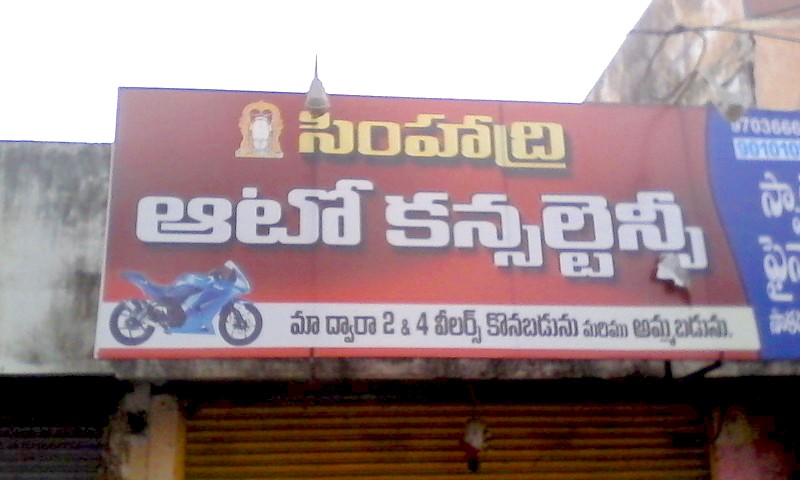 సింహాద్రి
ఆటో కన్సల్టెన్సీ
మా ద్వారా 2 & 4 వీలర్స్ కొనబడును మరియు అమ్మబడును.